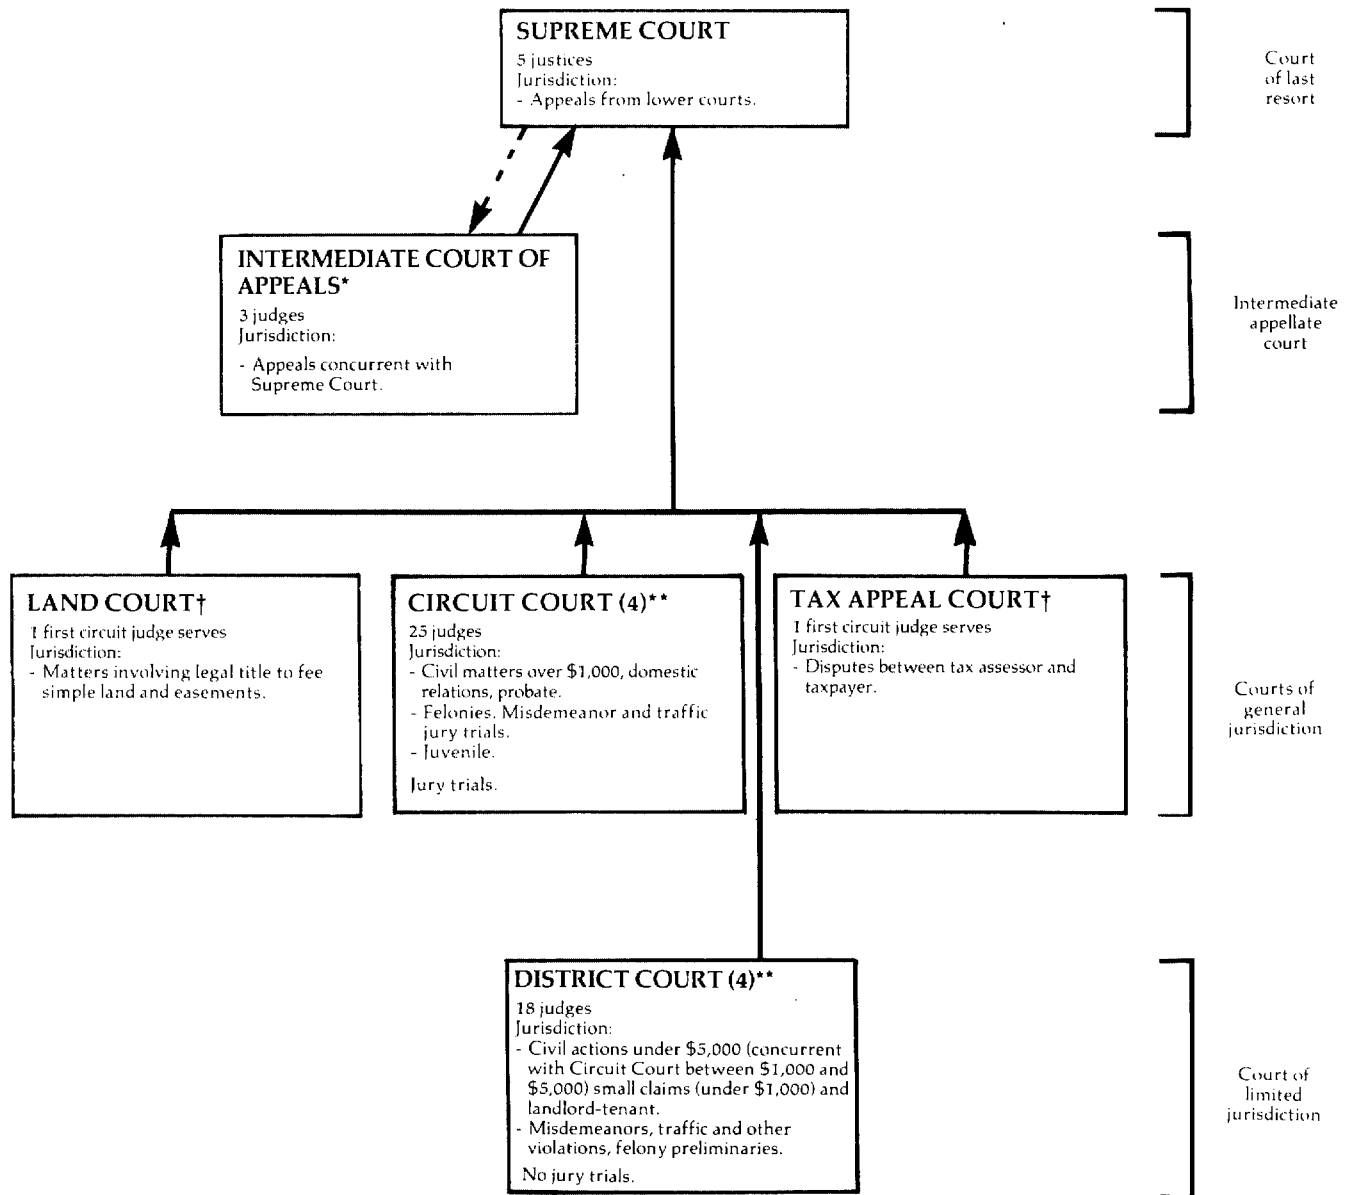 SUPREME COURT
5 justices
Jurisdiction:
- Appeals from lower courts.
Court
of last
resort
INTERMEDIATE COURT OF
APPEALS*
3 judges
Jurisdiction:
- Appeals concurrent with
Supreme Court.
Intermediate
appellate
court
LAND COURT†
1 first circuit judge serves
Jurisdiction:
- Matters involving legal title to fee
simple land and easements.
CIRCUIT COURT (4)**
25 judges
Jurisdiction:
- Civil matters over $1,000, domestic
relations, probate.
- Felonies. Misdemeanor and traffic
jury trials.
- Juvenile.
Jury trials.
TAX APPEAL COURT†
1 first circuit judge serves
Jurisdiction:
- Disputes between tax assessor and
taxpayer.
Courts of
general
jurisdiction
DISTRICT COURT (4)**
18 judges
Jurisdiction:
- Civil actions under $5,000 (concurrent
with Circuit Court between $1,000 and
$5,000) small claims (under $1,000) and
landlord-tenant.
- Misdemeanors, traffic and other
violations, felony preliminaries.
No jury trials.
Court of
limited
jurisdiction